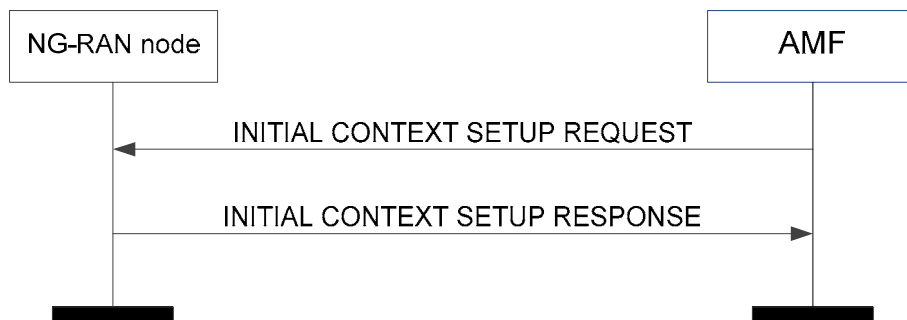 NG-RAN node
AMF
INITIAL CONTEXT SETUP REQUEST
INITIAL CONTEXT SETUP RESPONSE